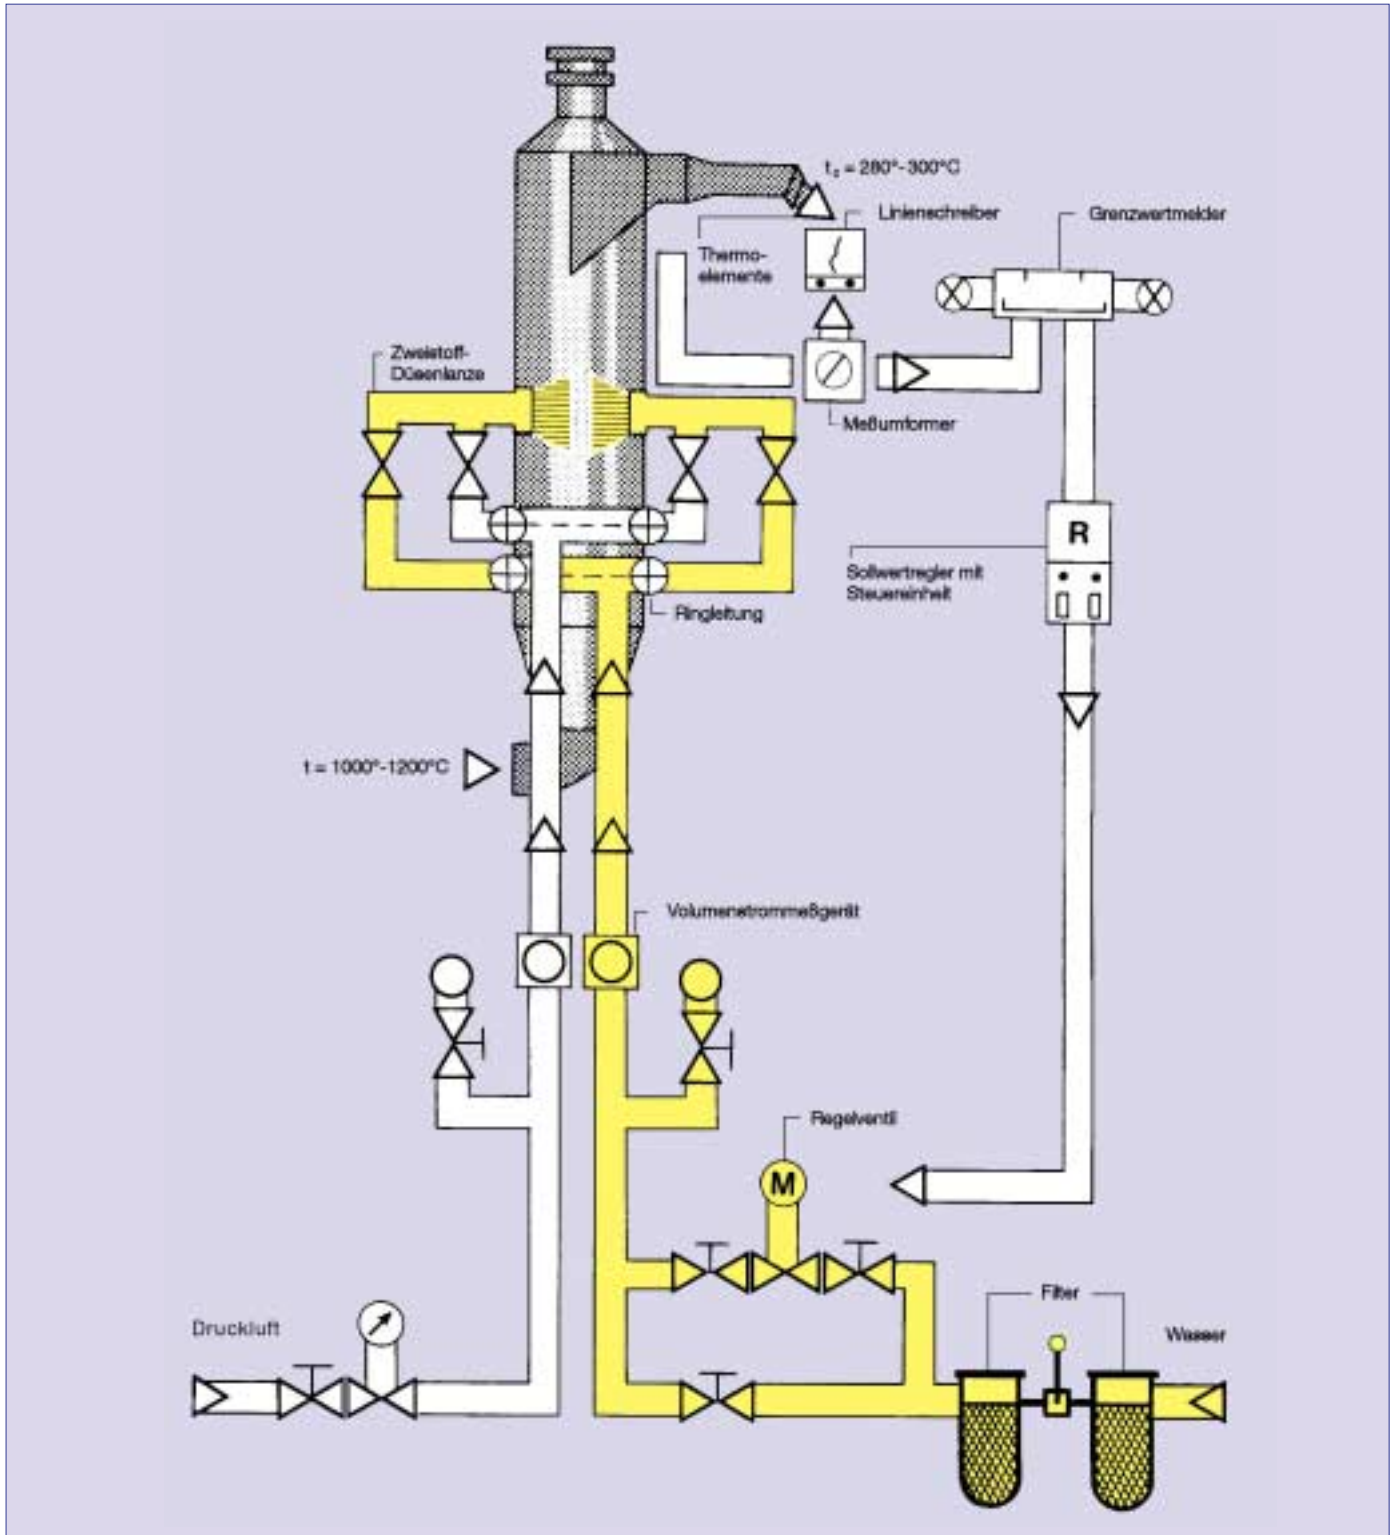 t₂ = 280°-300°C
Linienschreiber
Grenzwertmelder
Thermo-
elemente
Zweistoff-
Düsenlanze
Meßumformer
R
Sollwertregler mit
Steuereinheit
Ringleitung
t = 1000°-1200°C
Volumenstrommeßgerät
Regelventil
M
Filter
Druckluft
Wasser